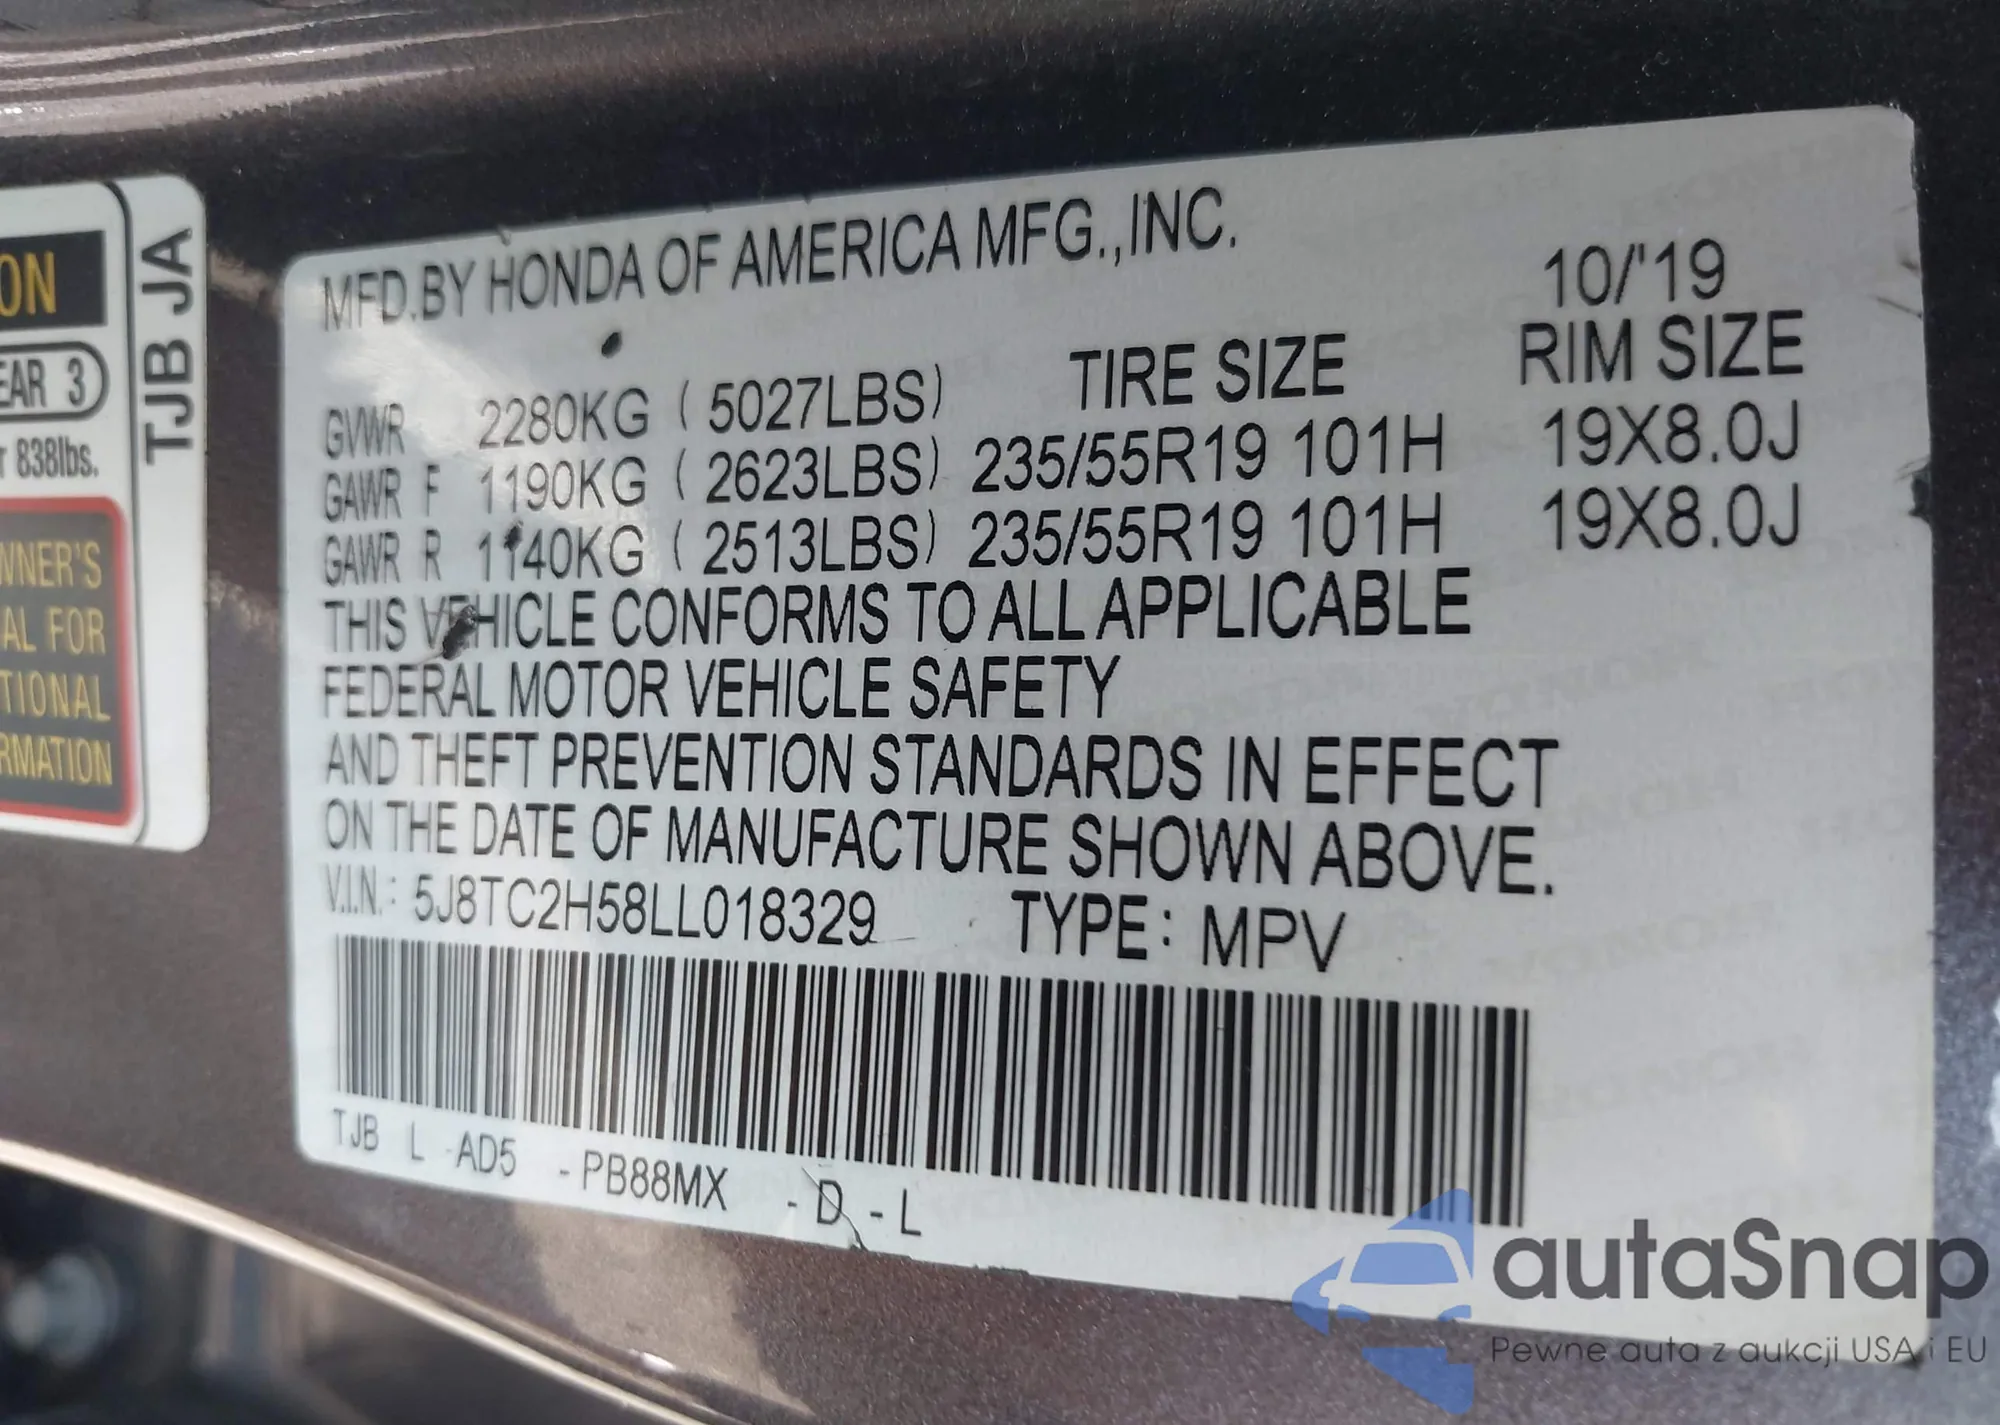 ON
EAR 3
r 838lbs.
WNER'S
AL FOR
TIONAL
RMATION
TJB JA
MFD.BY HONDA OF AMERICA MFG.,INC.
10/'19
TIRE SIZE RIM SIZE
GVWR 2280KG ( 5027LBS)
GAWR F 1190KG ( 2623LBS) 235/55R19 101H 19X8.0J
GAWR R 1140KG ( 2513LBS) 235/55R19 101H 19X8.0J
THIS VEHICLE CONFORMS TO ALL APPLICABLE
FEDERAL MOTOR VEHICLE SAFETY
AND THEFT PREVENTION STANDARDS IN EFFECT
ON THE DATE OF MANUFACTURE SHOWN ABOVE.
V.I.N.: 5J8TC2H58LL018329 TYPE: MPV
TJB L -AD5 -PB88MX -D -L
autaSnap
Pewne auta z aukcji USA i EU